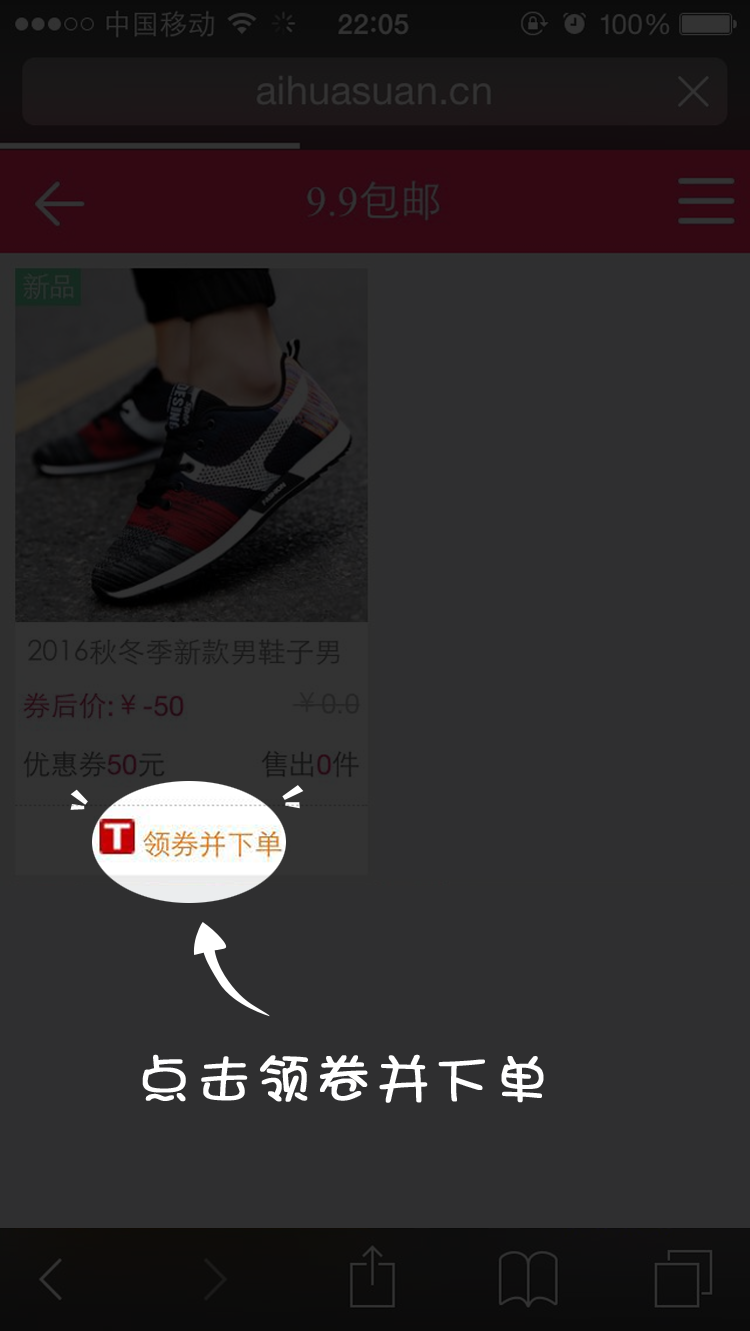 中国移动 22:05 100%
aihuasuan.cn
9.9包邮
新品
DESIGN
FASHION
2016秋冬季新款男鞋子男
券后价:￥-50 ￥0.0
优惠券50元 售出0件
T 领券并下单
点击领卷并下单